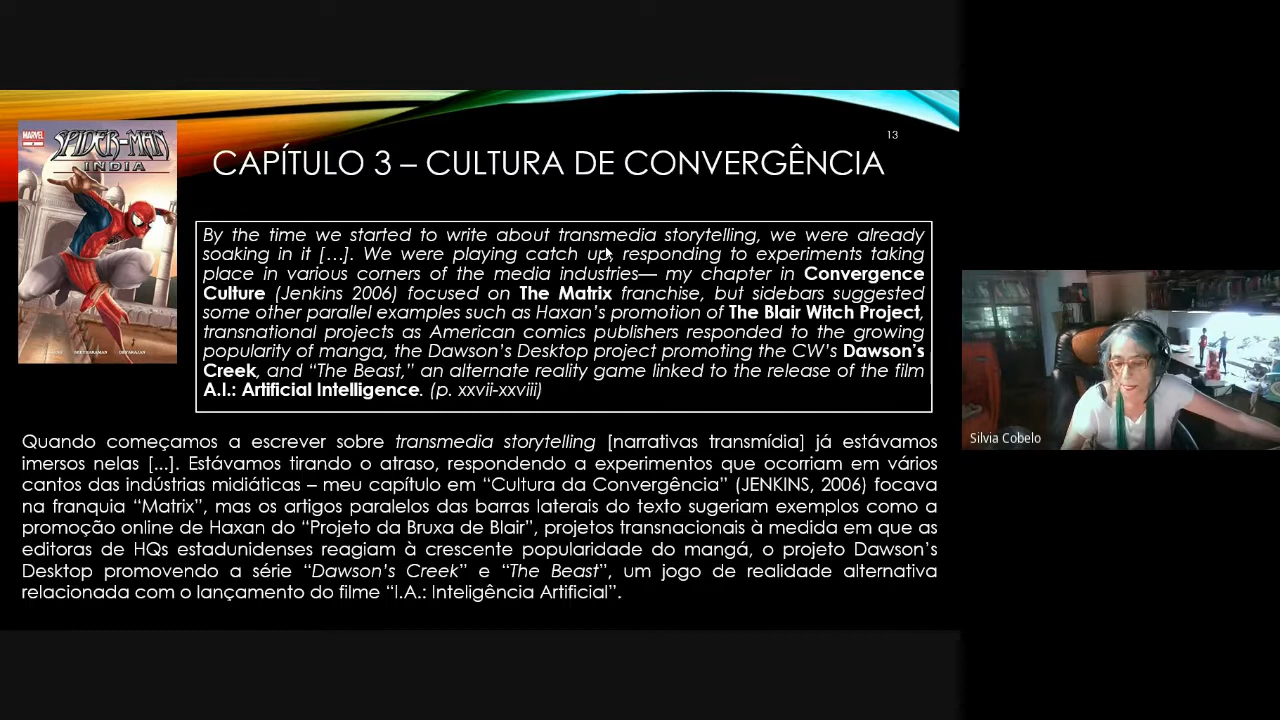 13
MARVEL
SPIDER-MAN
INDIA
CAPÍTULO 3 – CULTURA DE CONVERGÊNCIA
By the time we started to write about transmedia storytelling, we were already
soaking in it […]. We were playing catch up, responding to experiments taking
place in various corners of the media industries— my chapter in Convergence
Culture (Jenkins 2006) focused on The Matrix franchise, but sidebars suggested
some other parallel examples such as Haxan’s promotion of The Blair Witch Project,
transnational projects as American comics publishers responded to the growing
popularity of manga, the Dawson’s Desktop project promoting the CW’s Dawson’s
Creek, and “The Beast,” an alternate reality game linked to the release of the film
A.I.: Artificial Intelligence. (p. xxvii-xxviii)
Quando começamos a escrever sobre transmedia storytelling [narrativas transmídia] já estávamos
imersos nelas [...]. Estávamos tirando o atraso, respondendo a experimentos que ocorriam em vários
cantos das indústrias midiáticas – meu capítulo em “Cultura da Convergência” (JENKINS, 2006) focava
na franquia “Matrix”, mas os artigos paralelos das barras laterais do texto sugeriam exemplos como a
promoção online de Haxan do “Projeto da Bruxa de Blair”, projetos transnacionais à medida em que as
editoras de HQs estadunidenses reagiam à crescente popularidade do mangá, o projeto Dawson’s
Desktop promovendo a série “Dawson’s Creek” e “The Beast”, um jogo de realidade alternativa
relacionada com o lançamento do filme “I.A.: Inteligência Artificial”.
Silvia Cobelo